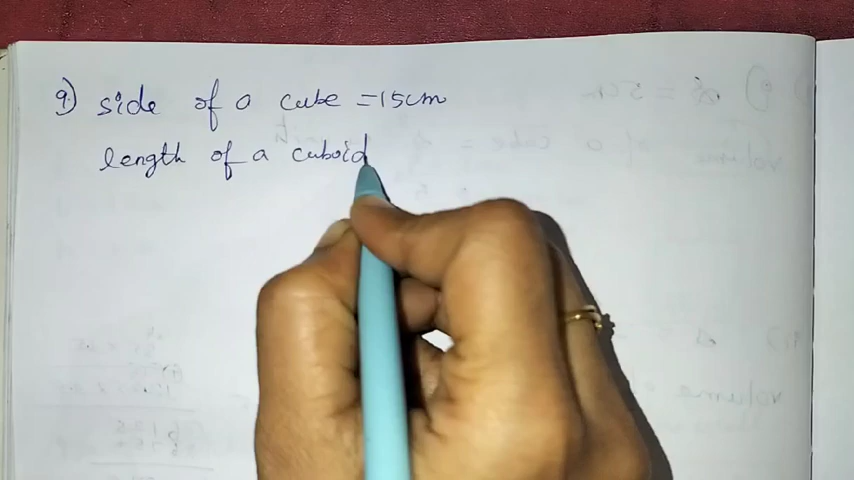 9) side of a cube = 15cm
length of a cuboid